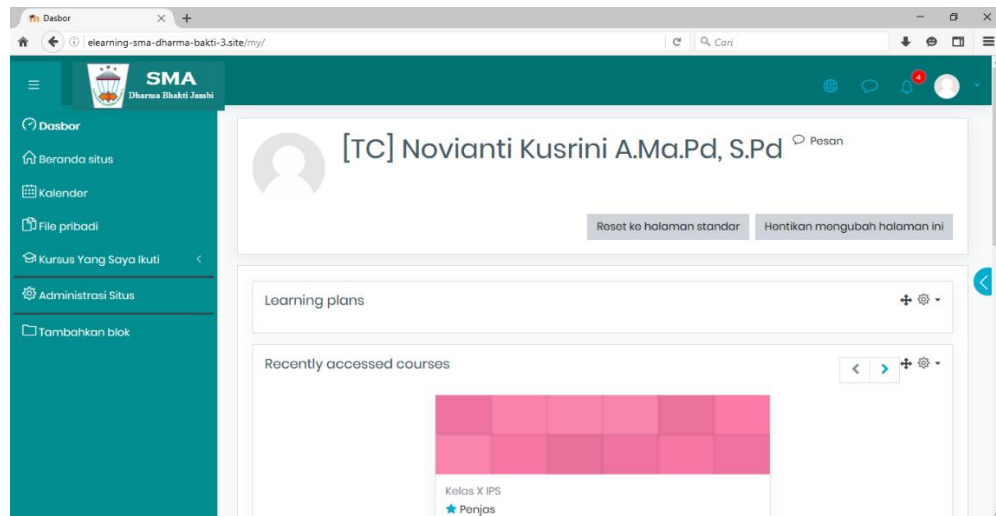 Dasbor
elearning-sma-dharma-bakti-3.site/my/
Cari
SMA
Dharma Bhakti Jambi
4
Dasbor
Beranda situs
Kalender
File pribadi
Kursus Yang Saya Ikuti
Administrasi Situs
Tambahkan blok
[TC] Novianti Kusrini A.Ma.Pd, S.Pd
Pesan
Reset ke halaman standar
Hentikan mengubah halaman ini
Learning plans
Recently accessed courses
Kelas X IPS
Penjas